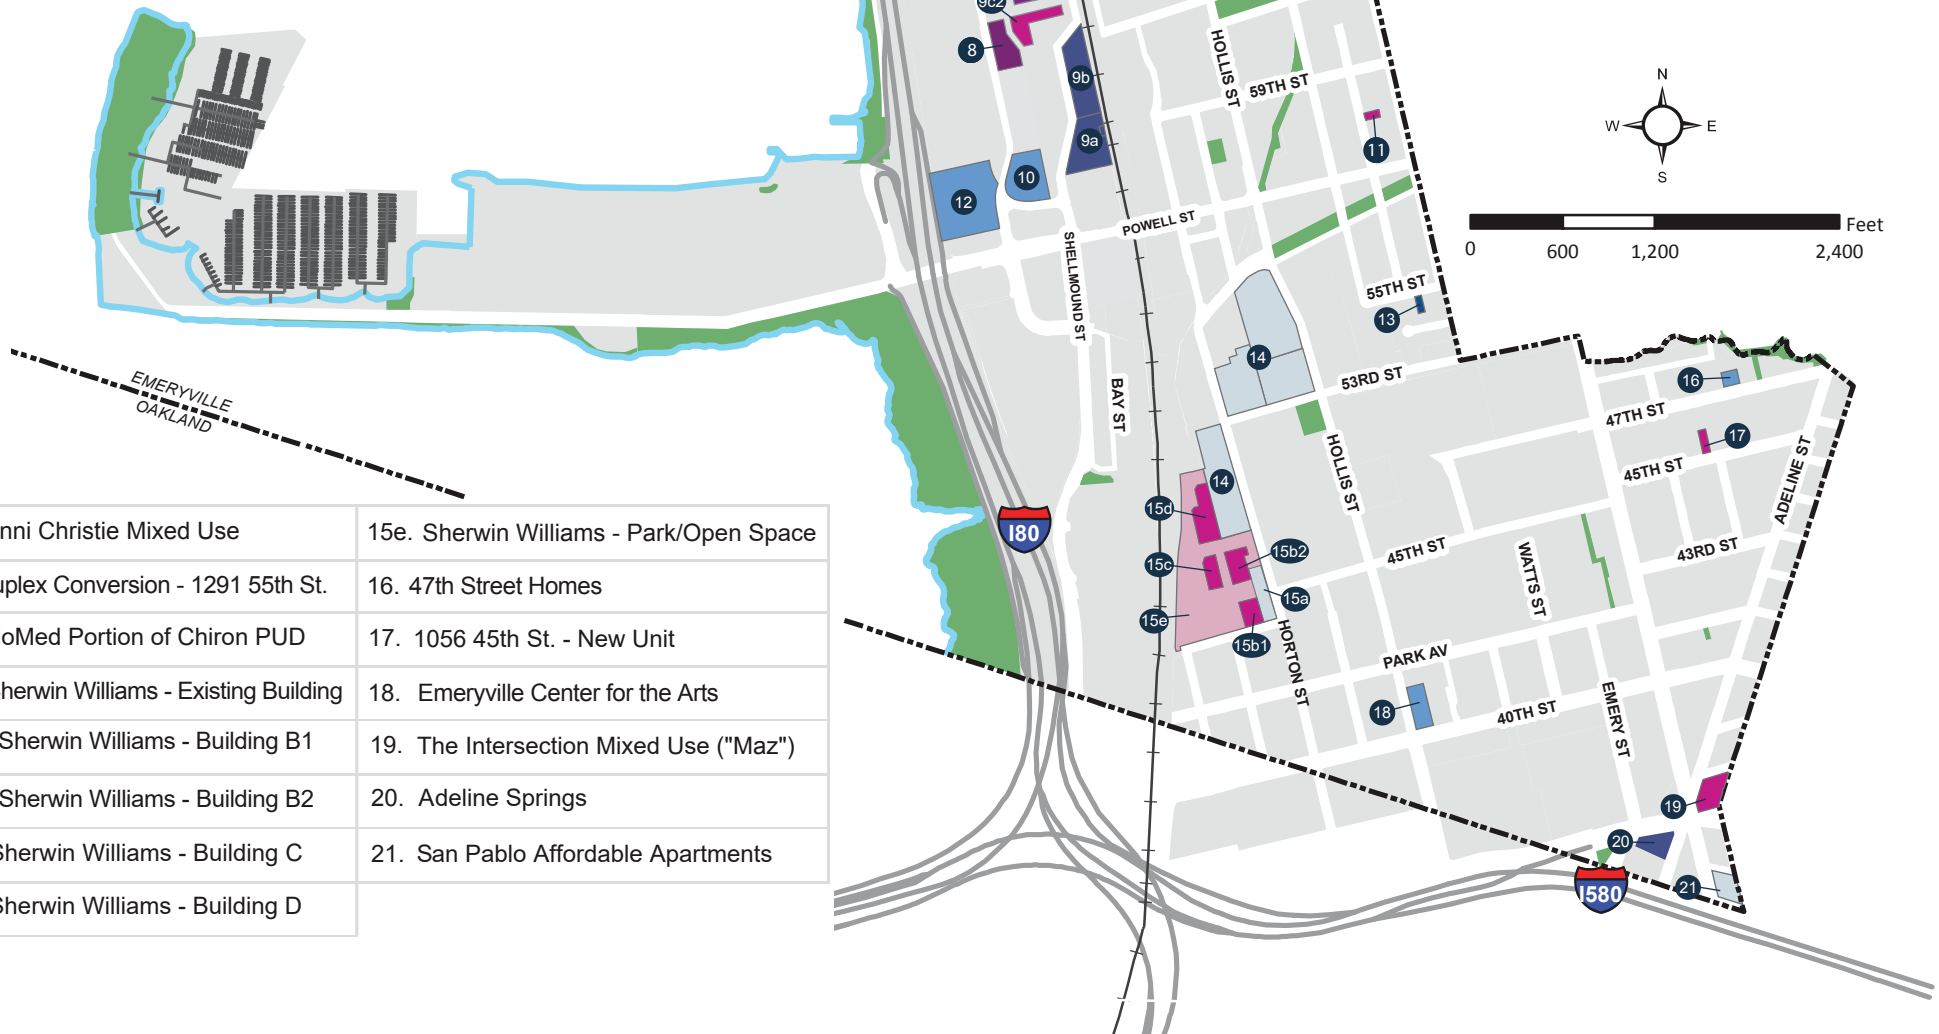 9c2
8
9b
9a
10
12
HOLLIS ST
59TH ST
11
N
W
E
S
Feet
0
600
1,200
2,400
POWELL ST
SHELLMOUND ST
55TH ST
13
14
53RD ST
BAY ST
16
47TH ST
17
45TH ST
ADELINE ST
EMERYVILLE
OAKLAND
HOLLIS ST
14
15d
I80
15b2
15c
15a
15e
15b1
45TH ST
WATTS ST
43RD ST
HORTON ST
PARK AV
18
40TH ST
EMERY ST
19
20
I580
21
nni Christie Mixed Use
uplex Conversion - 1291 55th St.
oMed Portion of Chiron PUD
Sherwin Williams - Existing Building
Sherwin Williams - Building B1
Sherwin Williams - Building B2
Sherwin Williams - Building C
Sherwin Williams - Building D
15e. Sherwin Williams - Park/Open Space
16. 47th Street Homes
17. 1056 45th St. - New Unit
18. Emeryville Center for the Arts
19. The Intersection Mixed Use ("Maz")
20. Adeline Springs
21. San Pablo Affordable Apartments